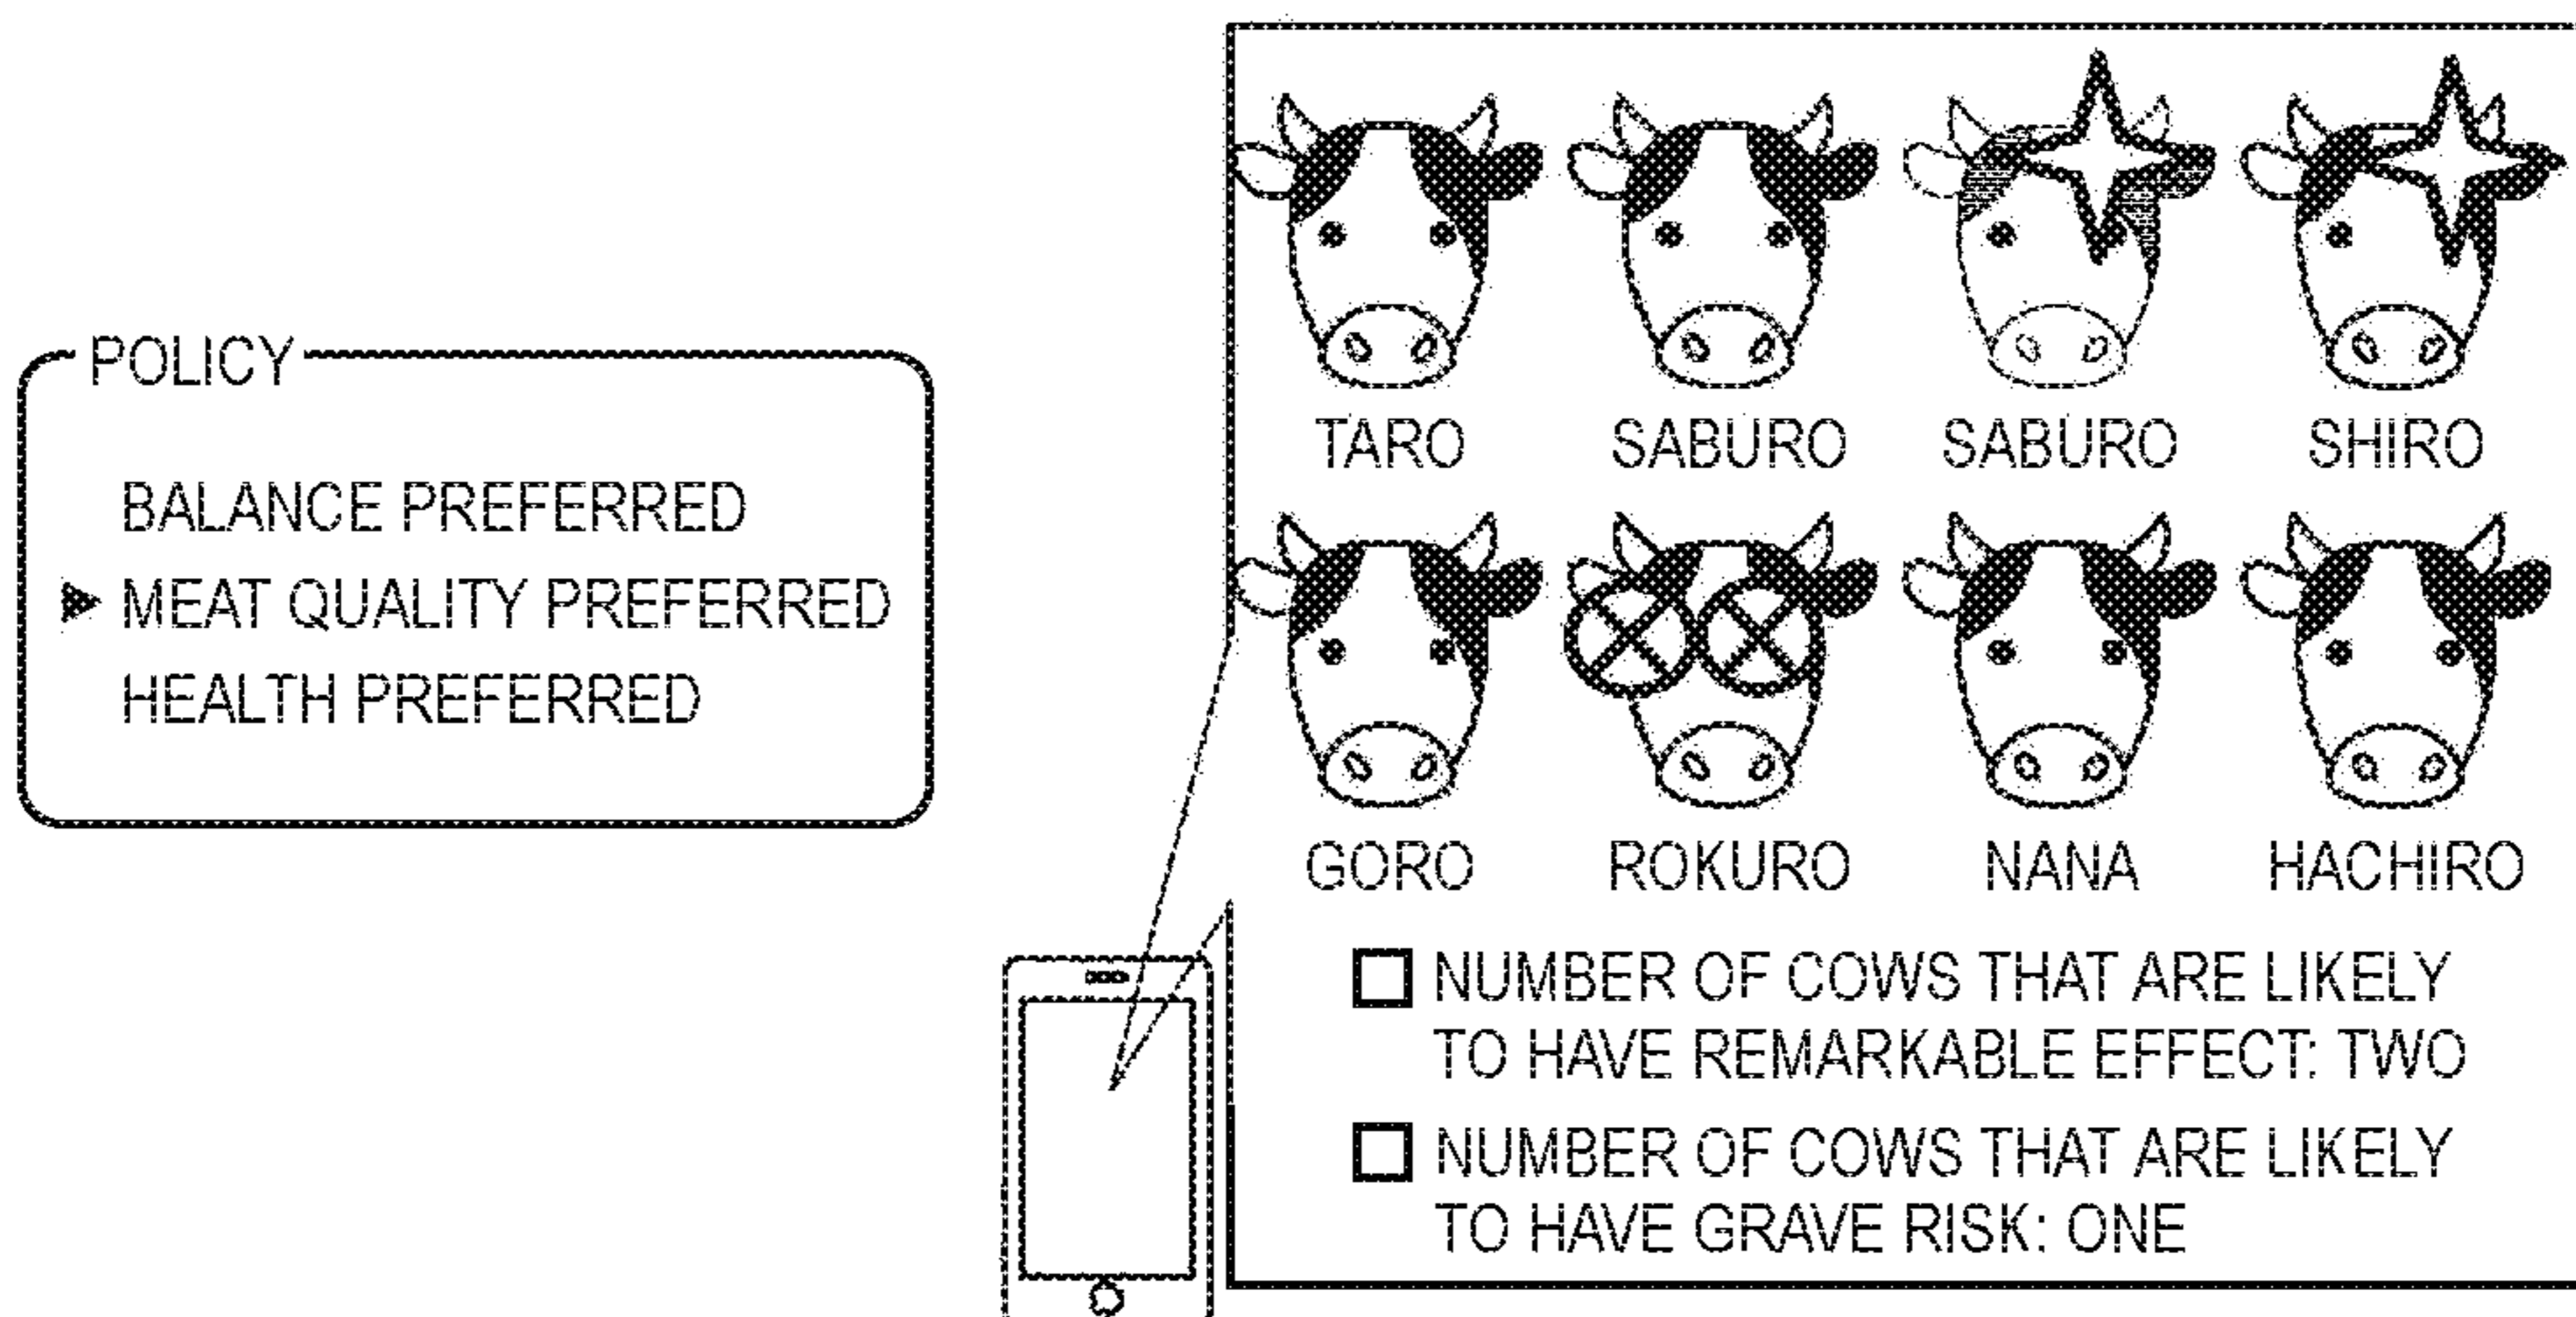 POLICY
BALANCE PREFERRED
MEAT QUALITY PREFERRED
HEALTH PREFERRED
TARO SABURO SABURO SHIRO
GORO ROKURO NANA HACHIRO
NUMBER OF COWS THAT ARE LIKELY
TO HAVE REMARKABLE EFFECT: TWO
NUMBER OF COWS THAT ARE LIKELY
TO HAVE GRAVE RISK: ONE